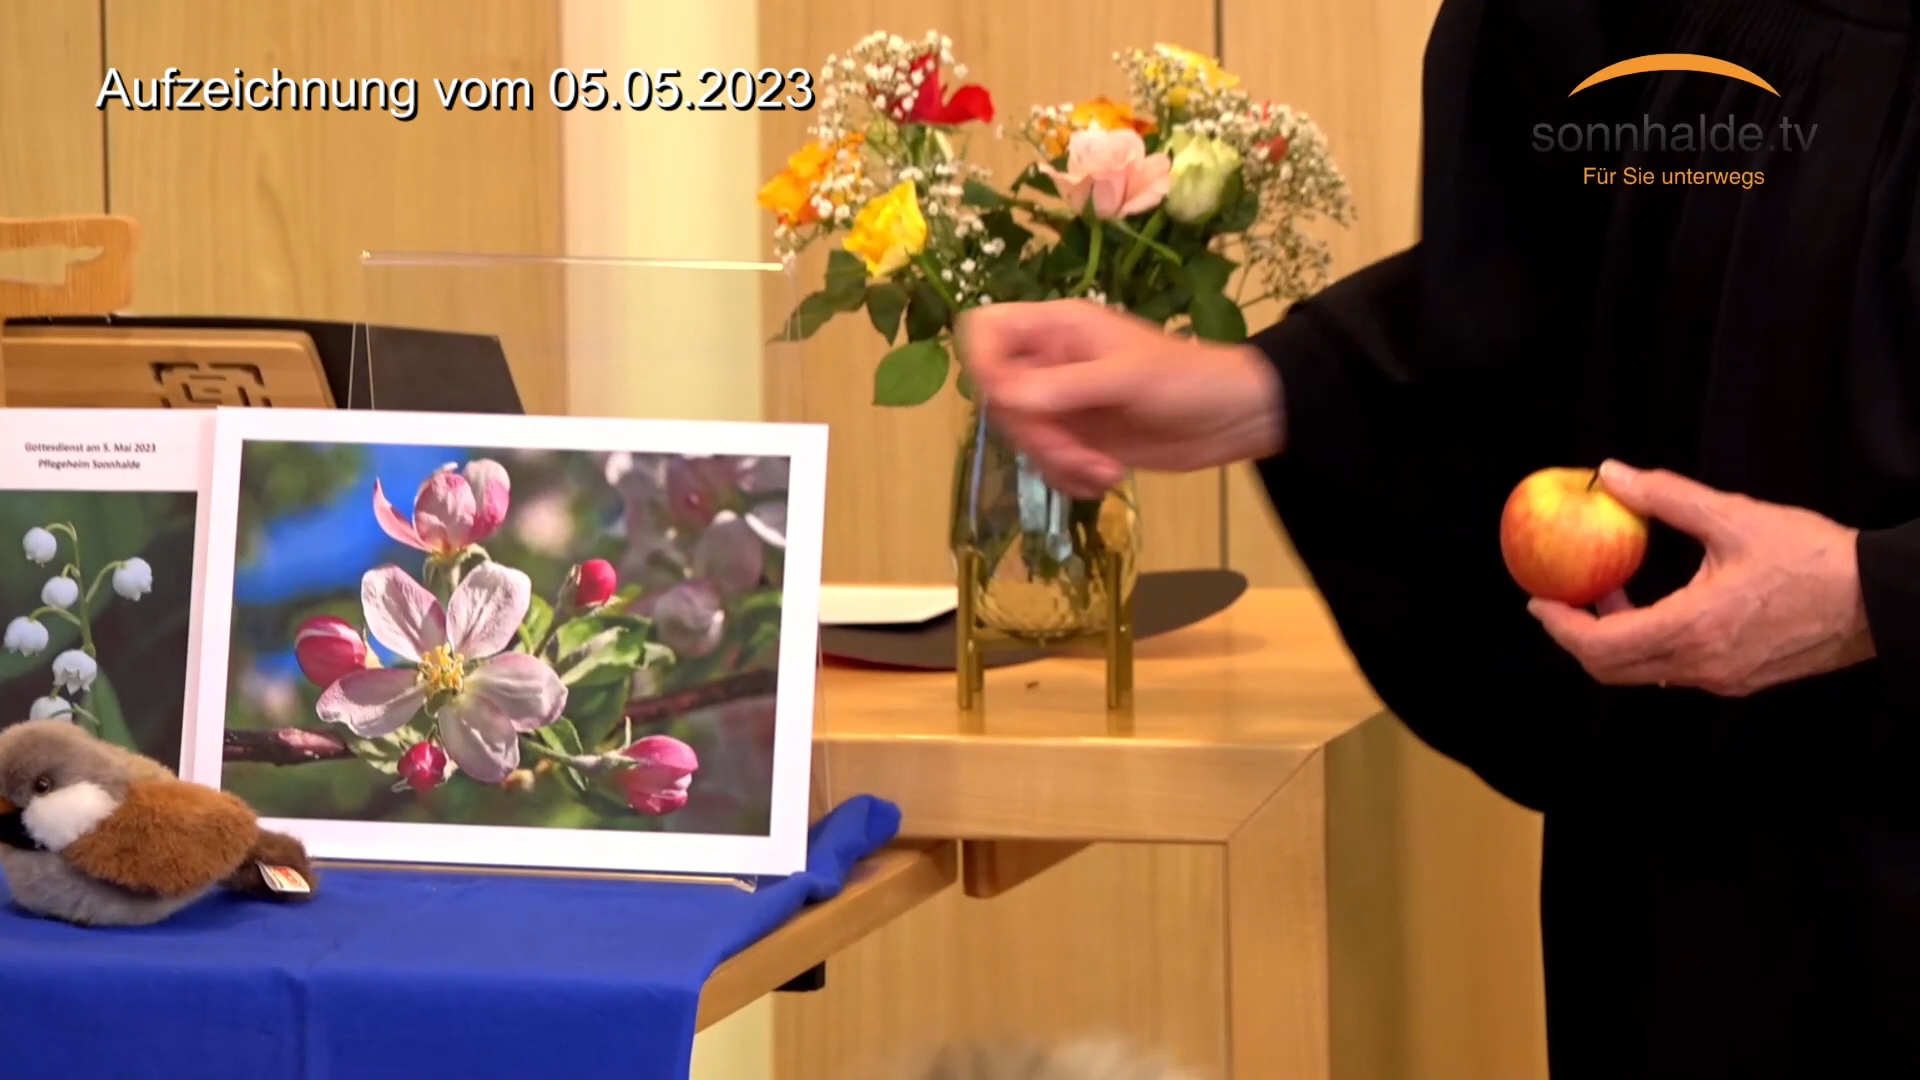 Aufzeichnung vom 05.05.2023
sonnhalde.tv
Für Sie unterwegs
Gottesdienst am 5. Mai 2023
Pflegeheim Sonnhalde